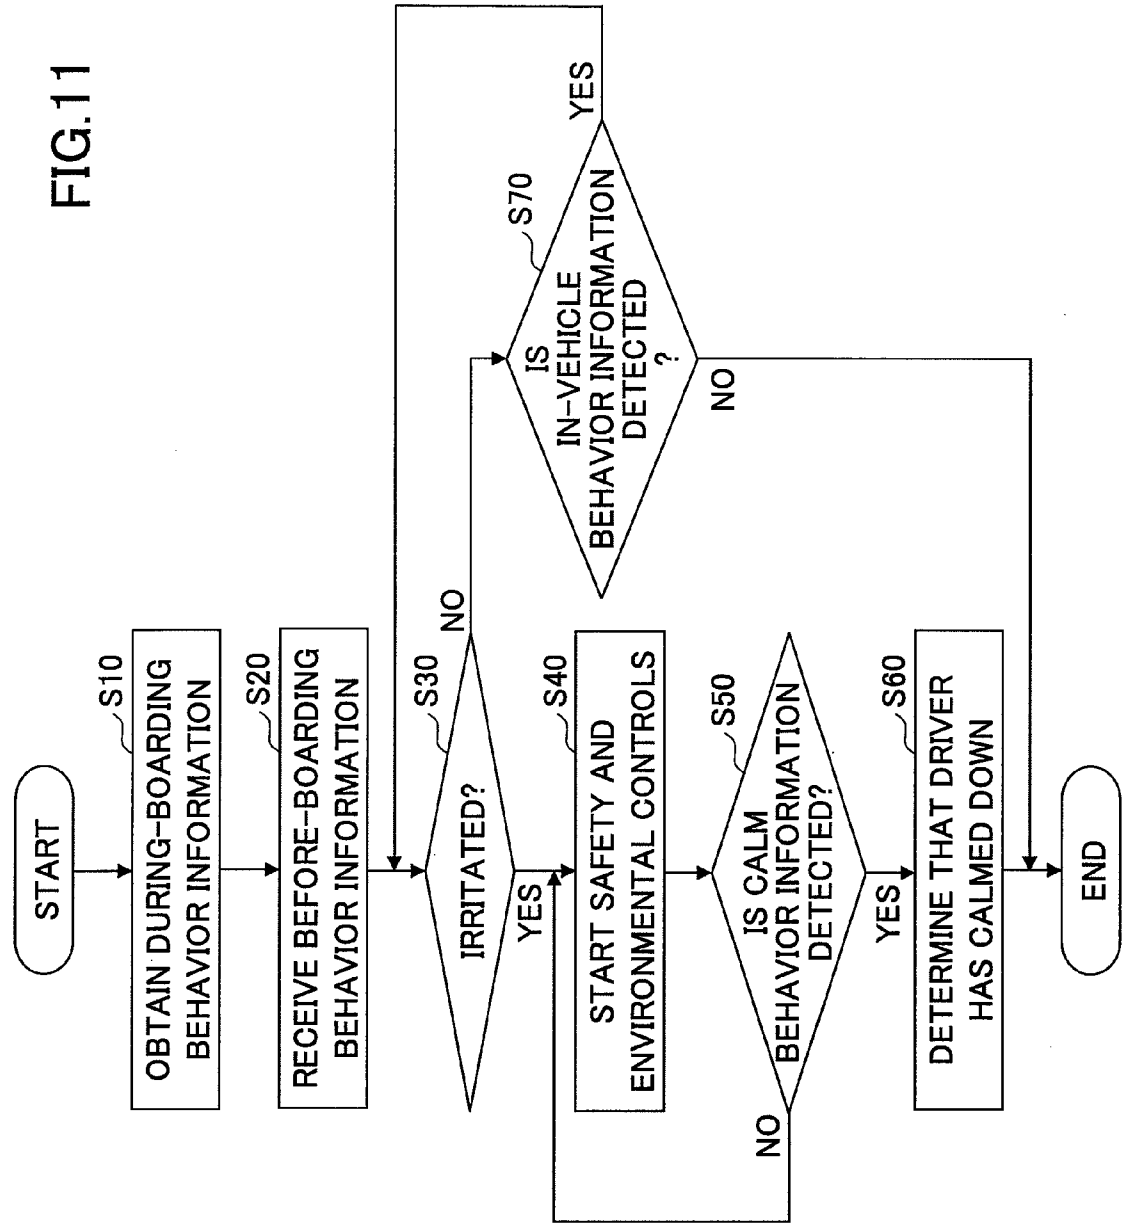 FIG.11
START
S10
OBTAIN DURING-BOARDING
BEHAVIOR INFORMATION
S20
RECEIVE BEFORE-BOARDING
BEHAVIOR INFORMATION
S30
IRRITATED?
NO
YES
S40
START SAFETY AND
ENVIRONMENTAL CONTROLS
S50
IS CALM
BEHAVIOR INFORMATION
DETECTED?
NO
YES
S60
DETERMINE THAT DRIVER
HAS CALMED DOWN
END
S70
IS
IN-VEHICLE
BEHAVIOR INFORMATION
DETECTED
?
YES
NO